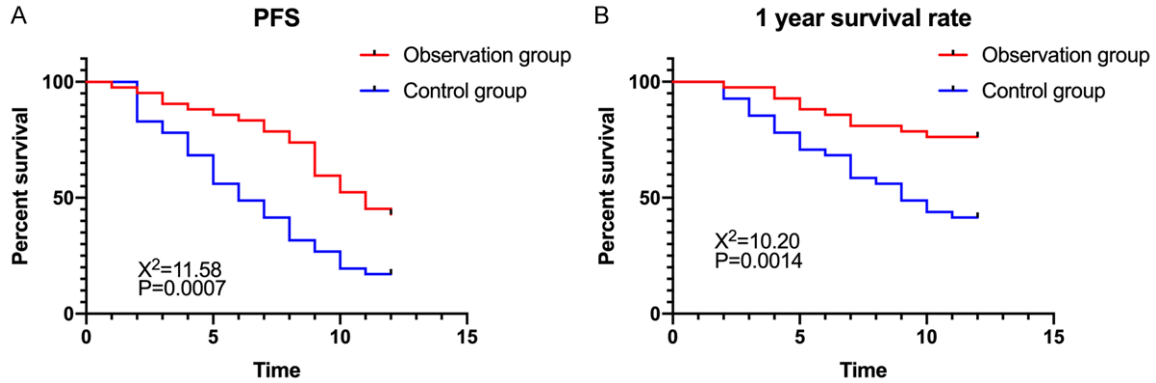 A
PFS
Observation group
Control group
Percent survival
100
50
0
X²=11.58
P=0.0007
0
5
10
15
Time
B
1 year survival rate
Observation group
Control group
Percent survival
100
50
0
X²=10.20
P=0.0014
0
5
10
15
Time